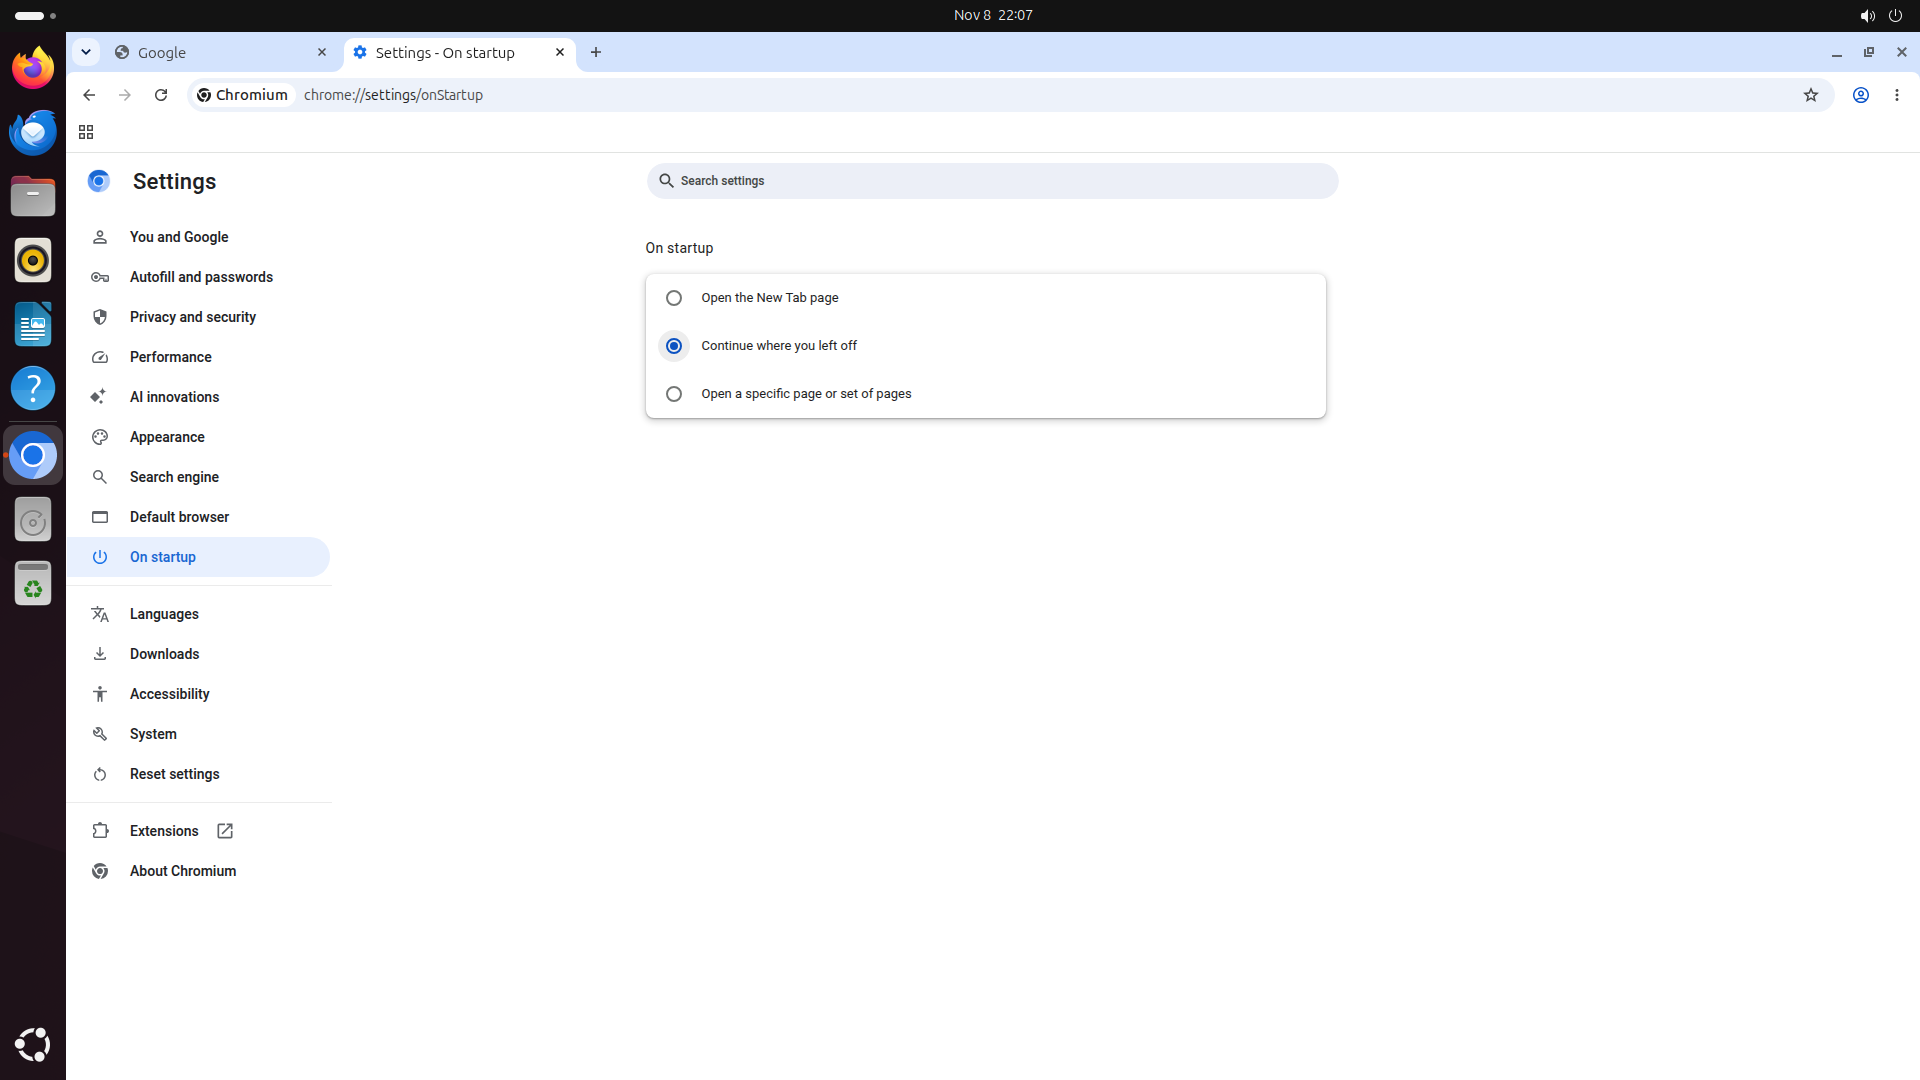 Nov 8 22:07
Google
Settings - On startup
Chromium
chrome://settings/onStartup
Settings
Search settings
You and Google
Autofill and passwords
Privacy and security
Performance
AI innovations
Appearance
Search engine
Default browser
On startup
Languages
Downloads
Accessibility
System
Reset settings
Extensions
About Chromium
On startup
Open the New Tab page
Continue where you left off
Open a specific page or set of pages